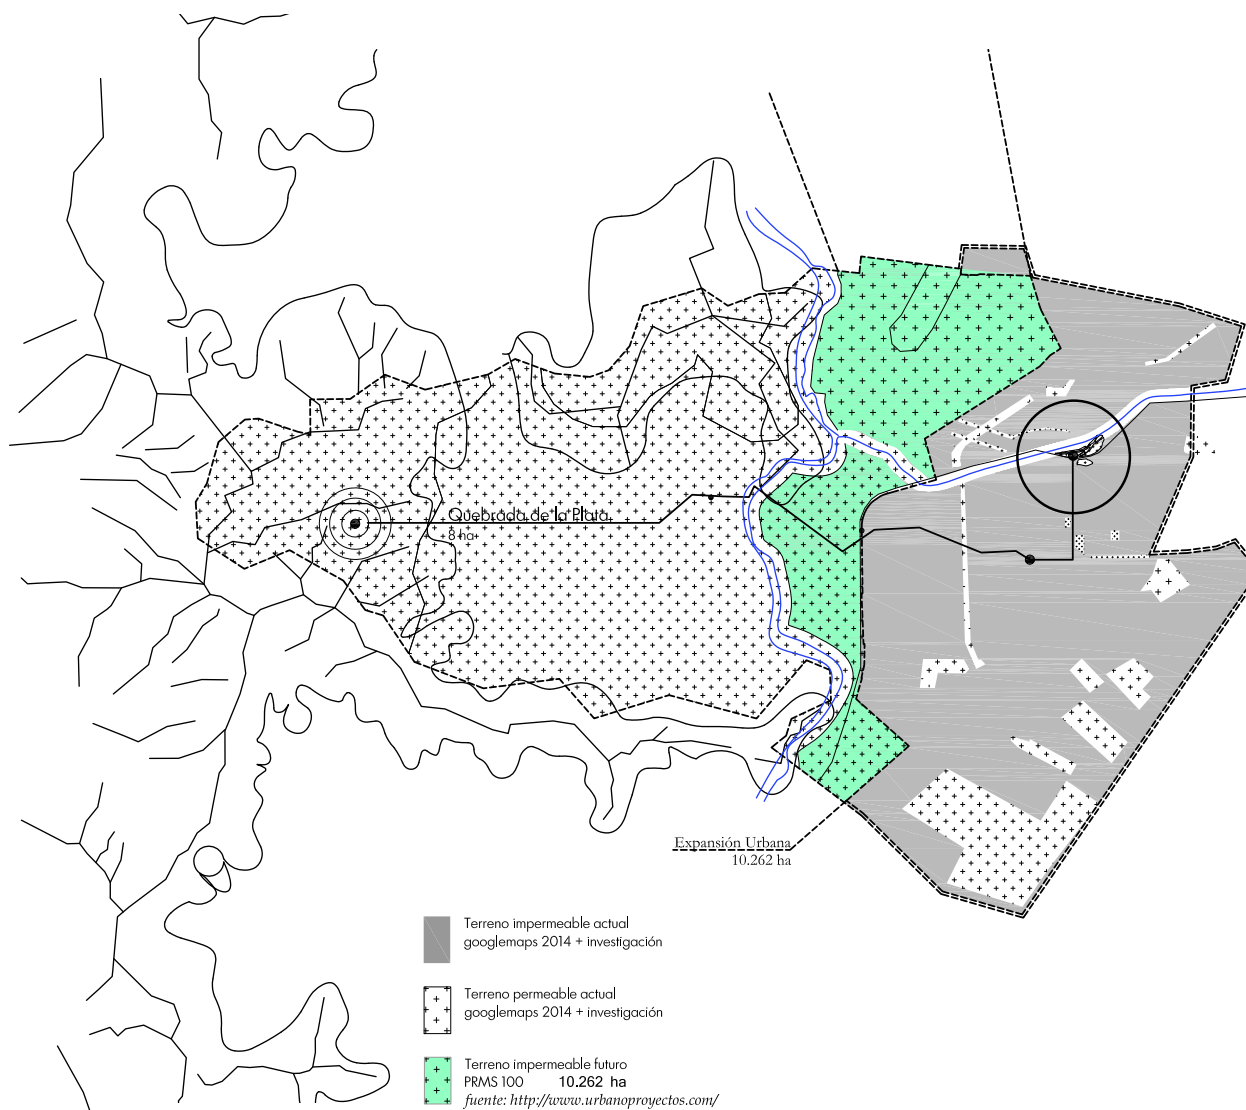 Quebrada de la Plata
8 ha
Expansión Urbana
10.262 ha
Terreno impermeable actual
googlemaps 2014 + investigación
Terreno permeable actual
googlemaps 2014 + investigación
Terreno impermeable futuro
PRMS 100 10.262 ha
fuente: http://www.urbanoproyectos.com/